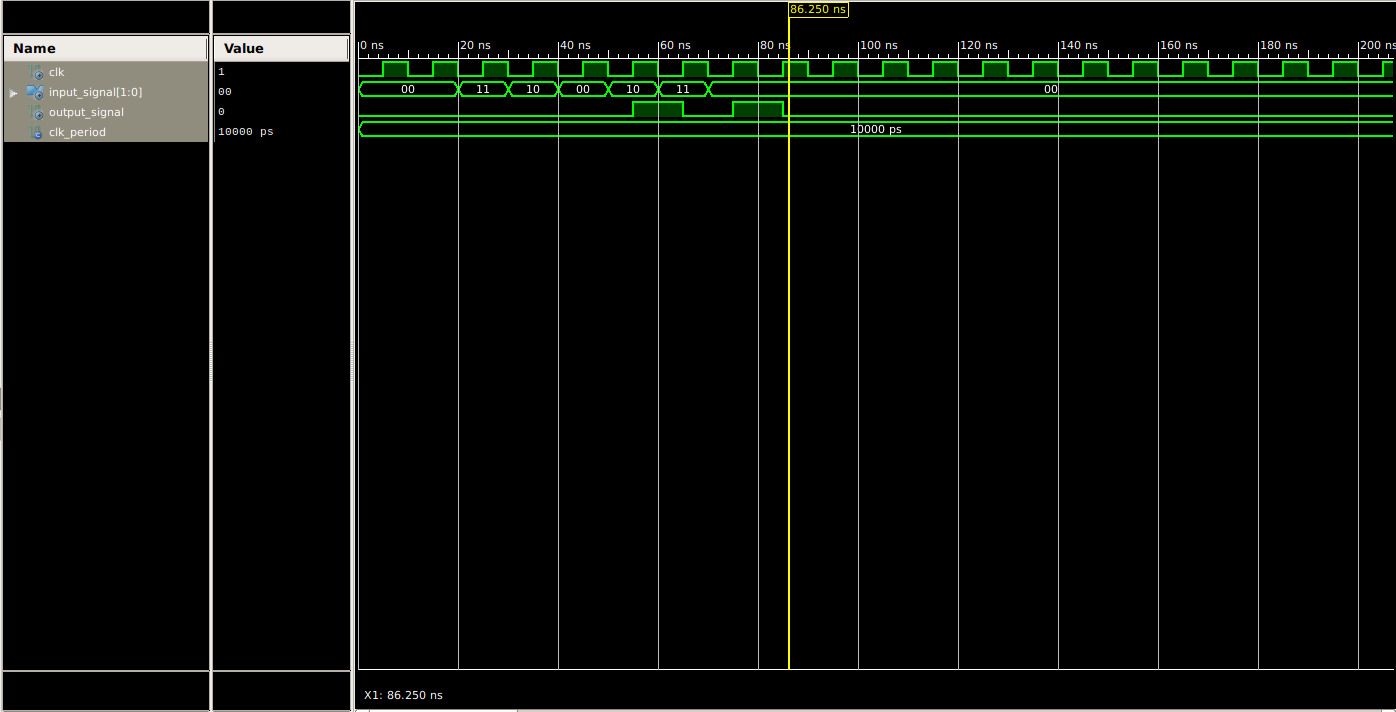 86.250 ns
Name Value 0 ns 20 ns 40 ns 60 ns 80 ns 100 ns 120 ns 140 ns 160 ns 180 ns 200 ns
clk 1
input_signal[1:0] 00 00 11 10 00 10 11 00
output_signal 0
clk_period 10000 ps 10000 ps
X1: 86.250 ns